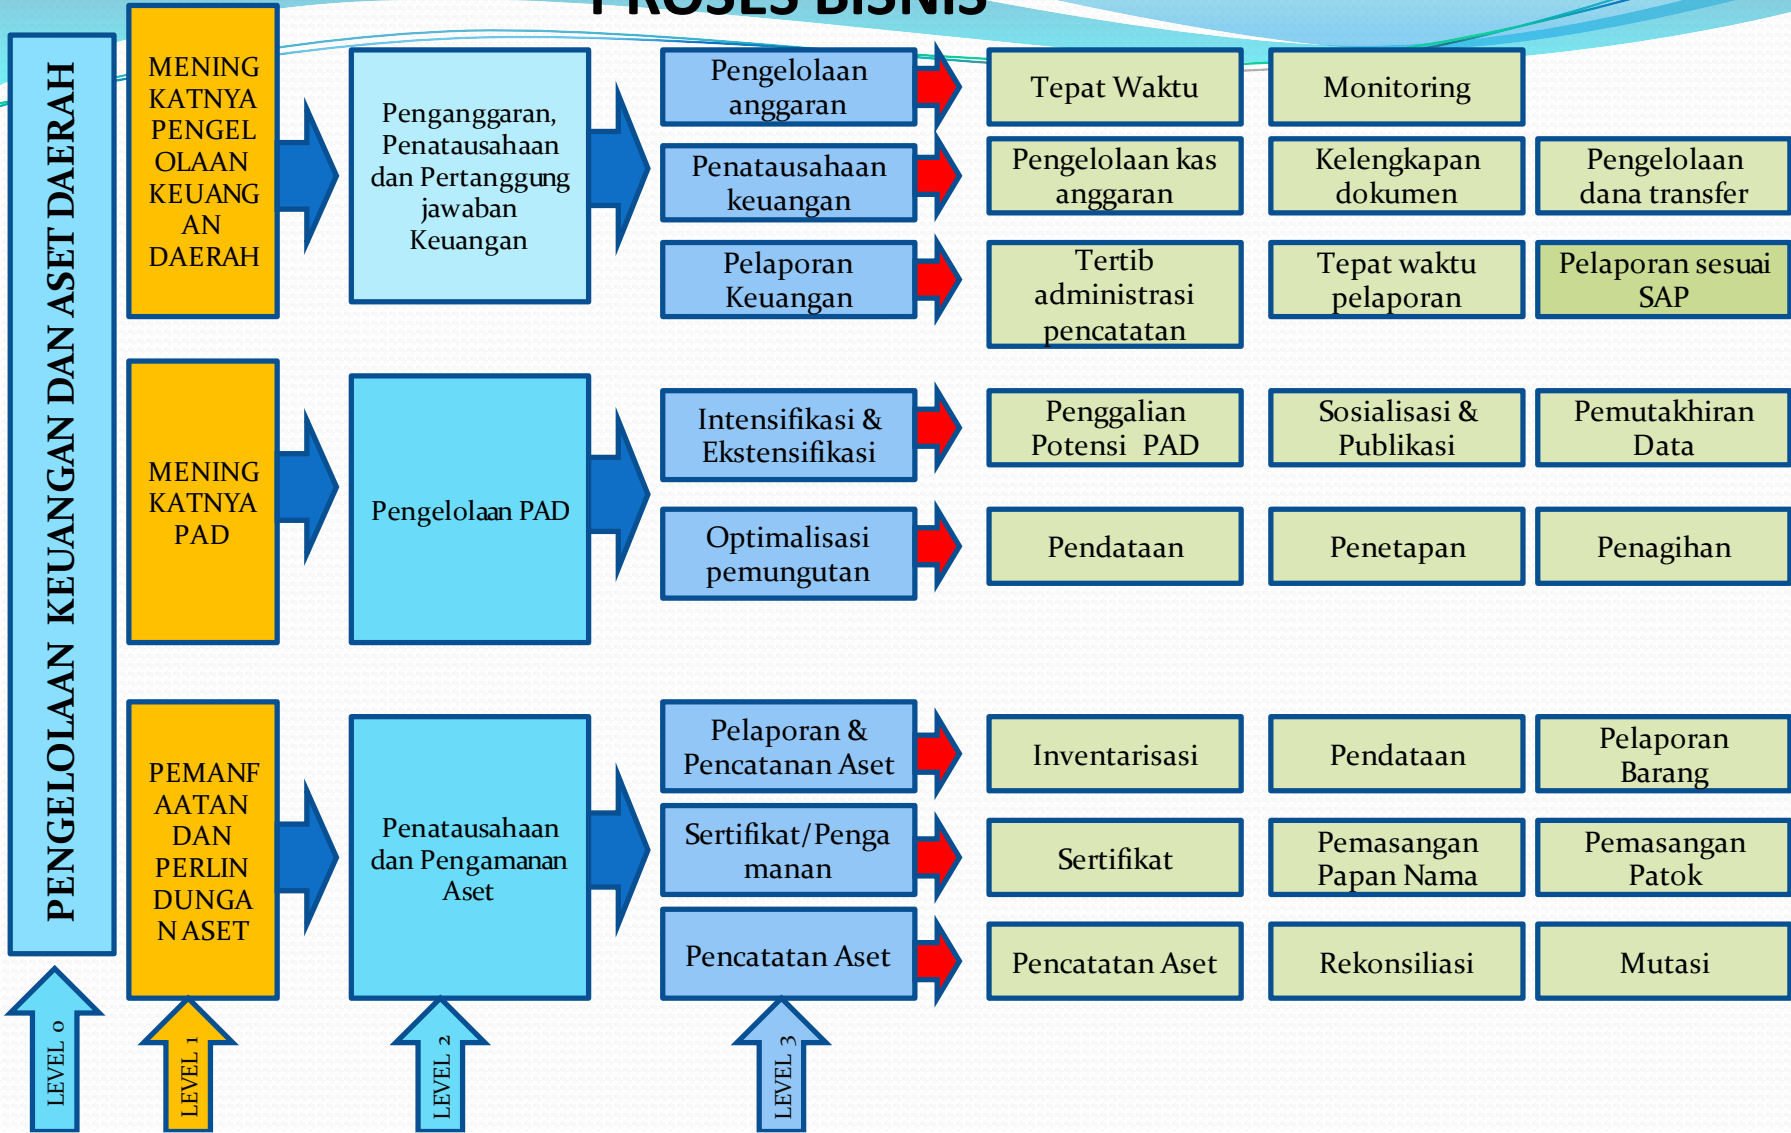 PROSES BISNIS
PENGELOLAAN KEUANGAN DAN ASET DAERAH
MENING
KATNYA
PENGEL
OLAAN
KEUANG
AN
DAERAH
Penganggaran,
Penatausahaan
dan Pertanggung
jawaban
Keuangan
Pengelolaan
anggaran
Tepat Waktu
Monitoring
Penatausahaan
keuangan
Pengelolaan kas
anggaran
Kelengkapan
dokumen
Pengelolaan
dana transfer
Pelaporan
Keuangan
Tertib
administrasi
pencatatan
Tepat waktu
pelaporan
Pelaporan sesuai
SAP
MENING
KATNYA
PAD
Pengelolaan PAD
Intensifikasi &
Ekstensifikasi
Penggalian
Potensi PAD
Sosialisasi &
Publikasi
Pemutakhiran
Data
Optimalisasi
pemungutan
Pendataan
Penetapan
Penagihan
PEMANF
AATAN
DAN
PERLIN
DUNGA
N ASET
Penatausahaan
dan Pengamanan
Aset
Pelaporan &
Pencatanan Aset
Inventarisasi
Pendataan
Pelaporan
Barang
Sertifikat/Penga
manan
Sertifikat
Pemasangan
Papan Nama
Pemasangan
Patok
Pencatatan Aset
Pencatatan Aset
Rekonsiliasi
Mutasi
LEVEL 0
LEVEL 1
LEVEL 2
LEVEL 3